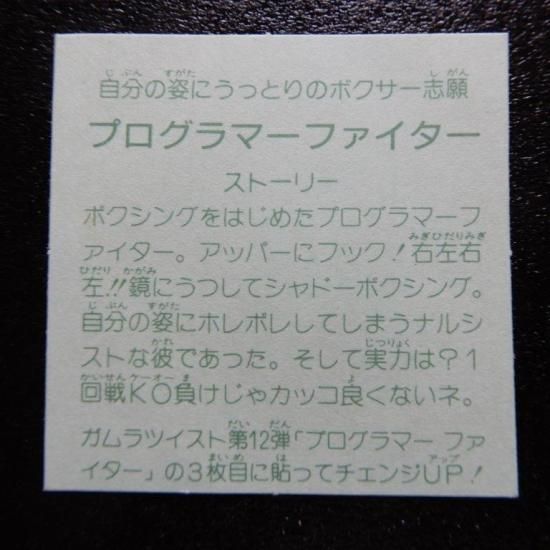 自分の姿にうっとりのボクサー志願
プログラマーファイター
ストーリー
ボクシングをはじめたプログラマーフ
ァイター。アッパーにフック!右左右
左!!鏡にうつしてシャドーボクシング。
自分の姿にホレボレしてしまうナルシ
ストな彼であった。そして実力は?1
回戦KO負けじゃカッコ良くないネ。
ガムラツイスト第12弾「プログラマー ファ
イター」の3枚目に貼ってチェンジUP!